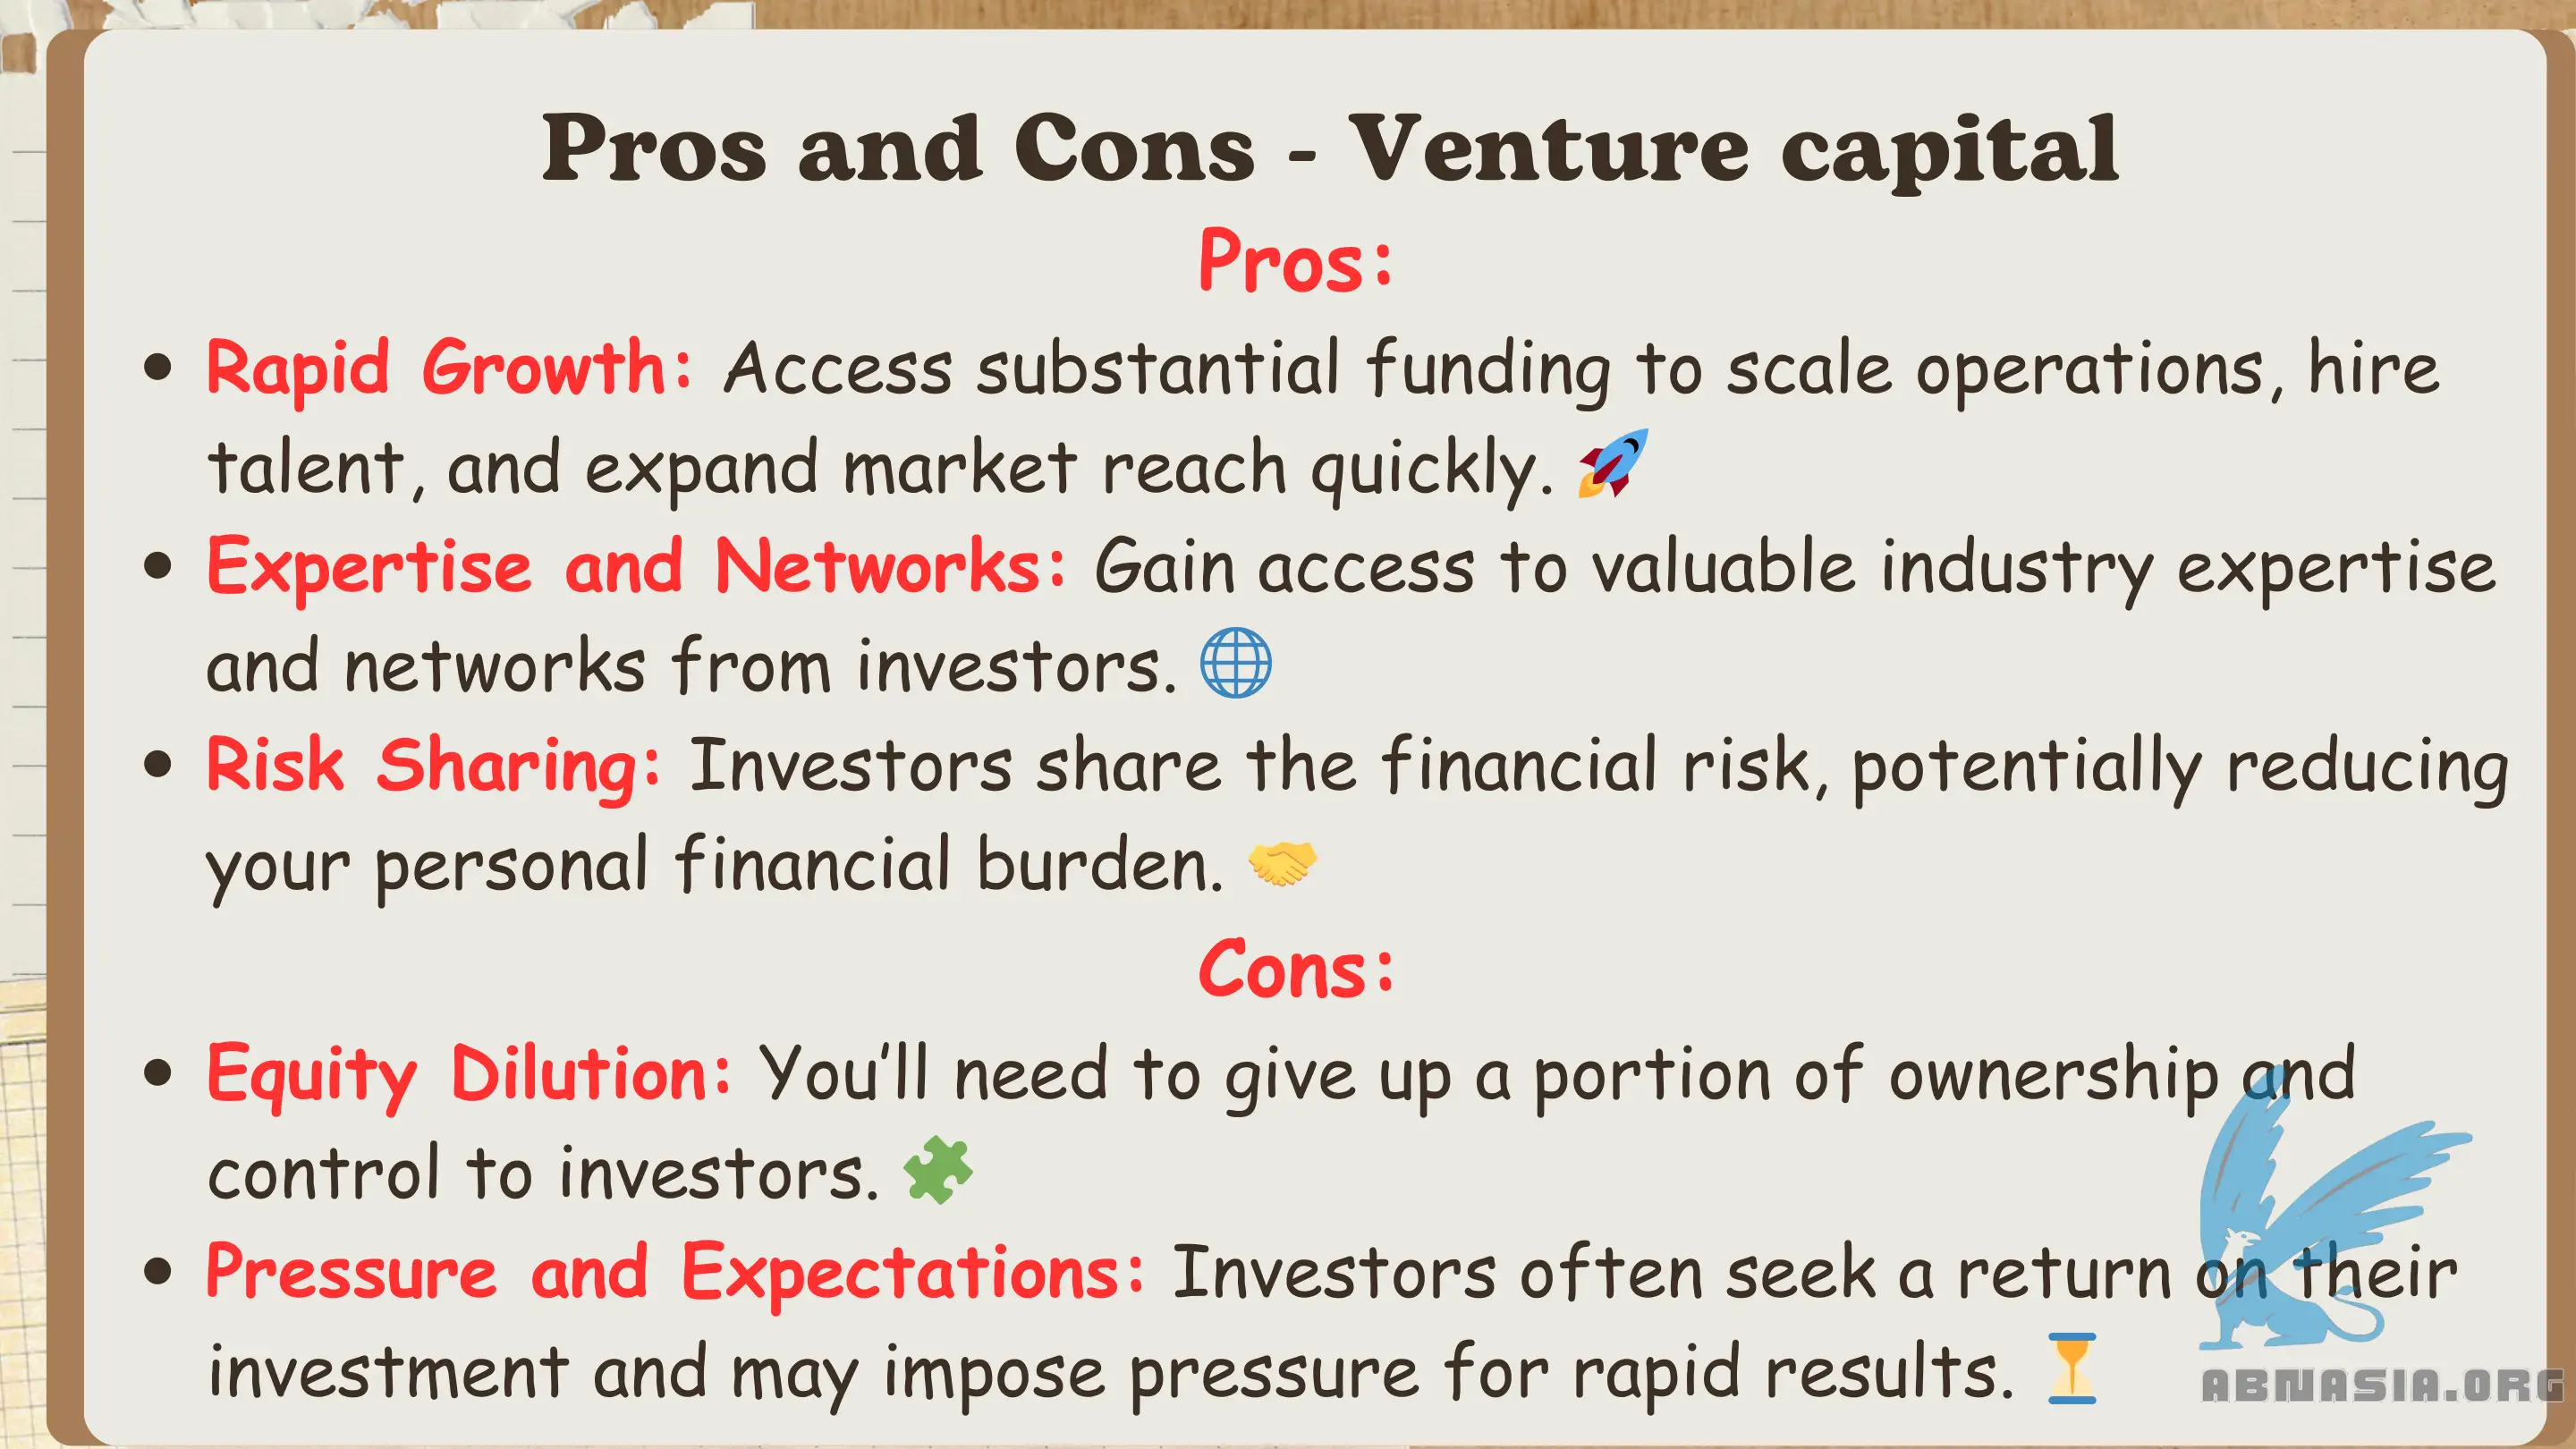 Pros and Cons - Venture capital
Pros:
• Rapid Growth: Access substantial funding to scale operations, hire
talent, and expand market reach quickly. 🚀
• Expertise and Networks: Gain access to valuable industry expertise
and networks from investors. 🌐
• Risk Sharing: Investors share the financial risk, potentially reducing
your personal financial burden. 🤝
Cons:
• Equity Dilution: You’ll need to give up a portion of ownership and
control to investors. 🧩
• Pressure and Expectations: Investors often seek a return on their
investment and may impose pressure for rapid results. ⏳
ABNASIA.ORG